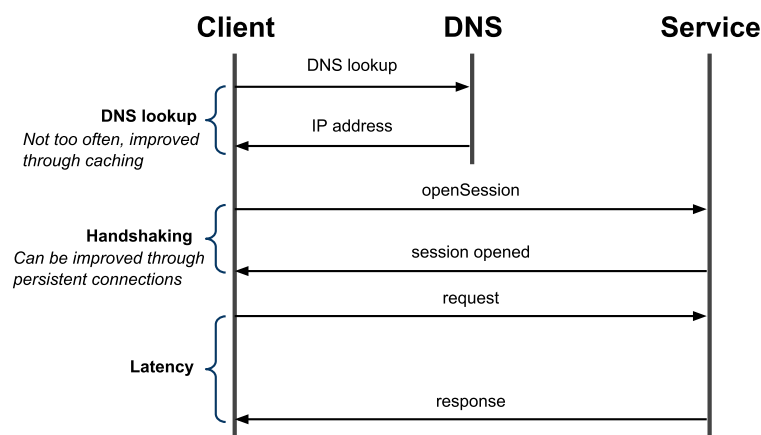 Client
DNS
Service
DNS lookup
DNS lookup
Not too often, improved
through caching
IP address
openSession
Handshaking
Can be improved through
persistent connections
session opened
request
Latency
response